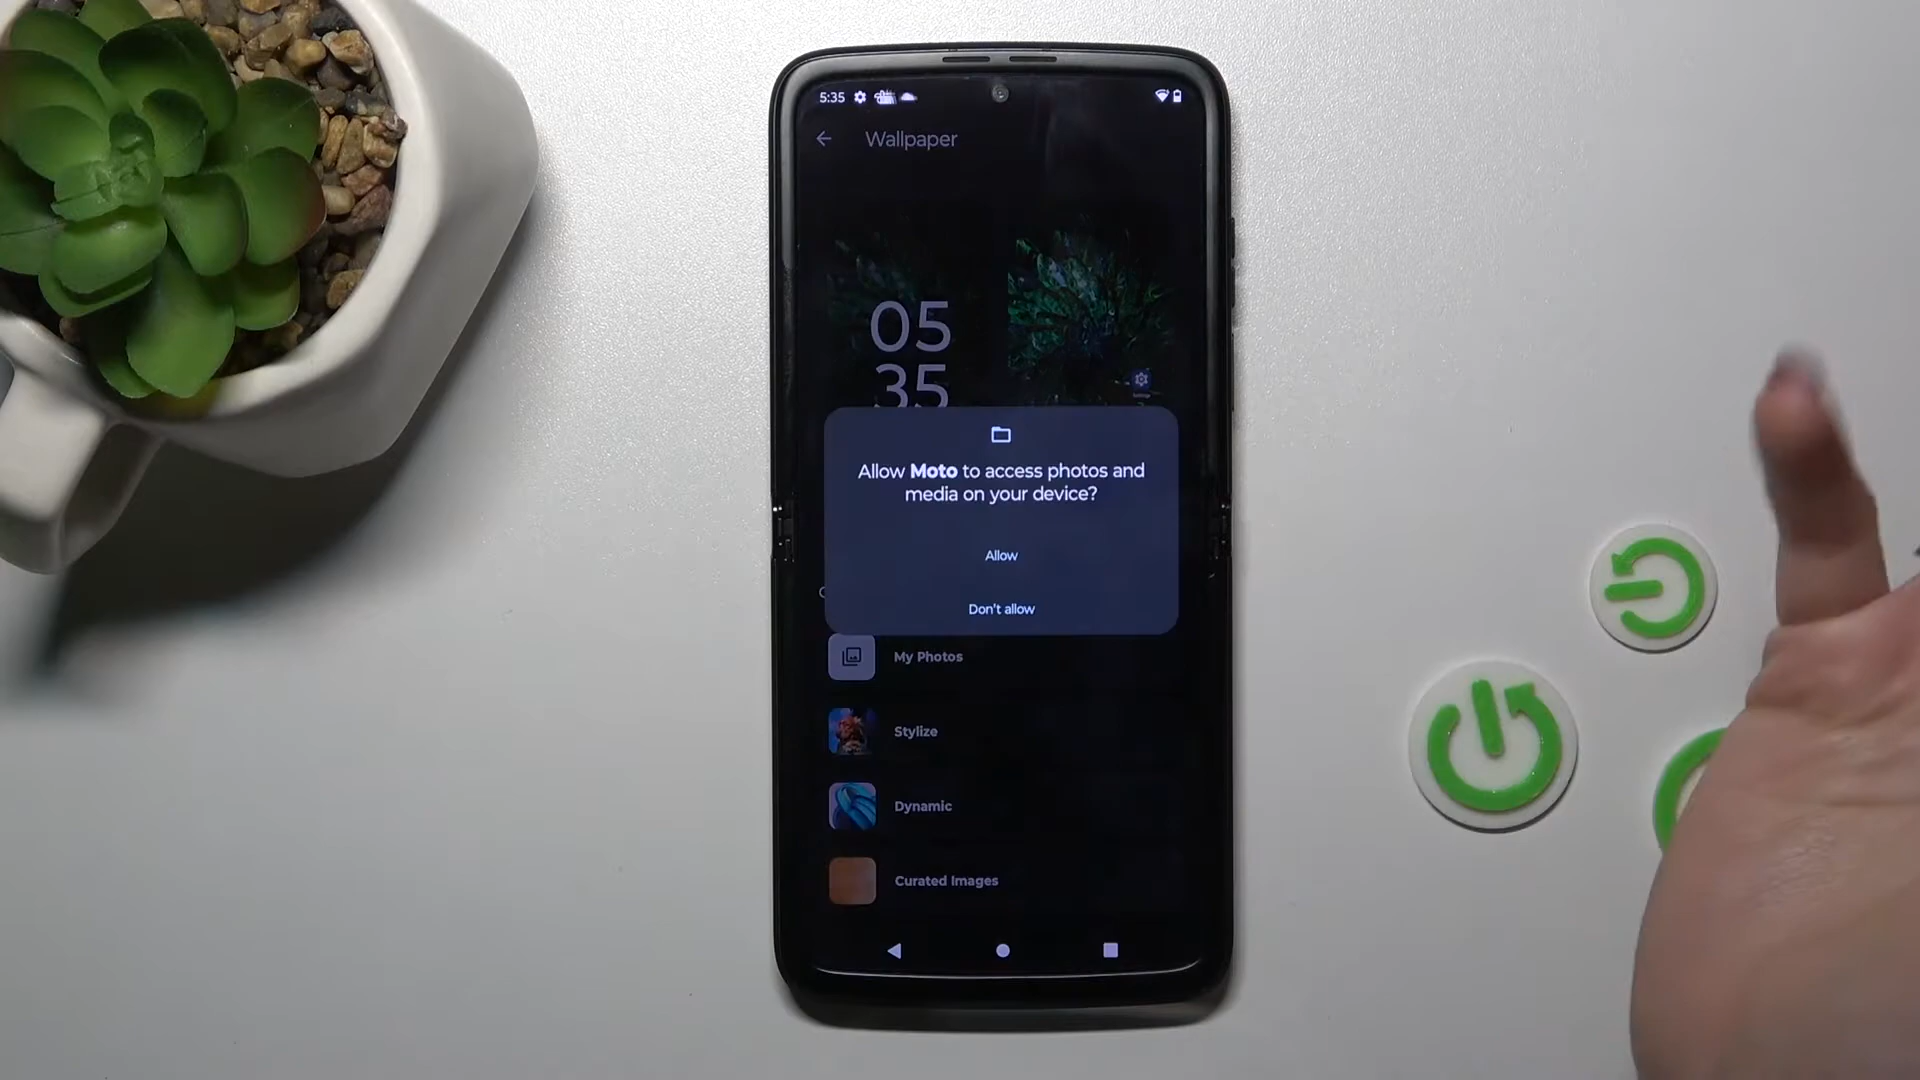 5:35
Wallpaper
05
35
Allow Moto to access photos and
media on your device?
Allow
Don't allow
My Photos
Stylize
Dynamic
Curated Images